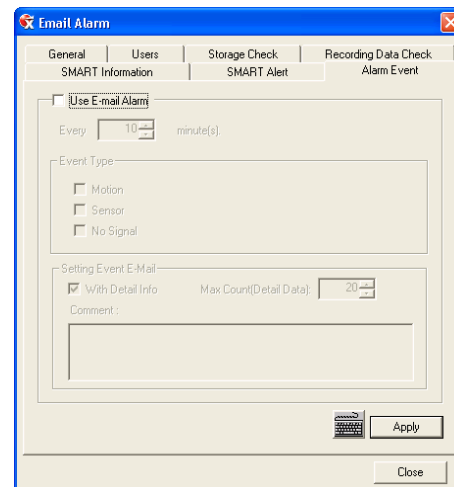 Email Alarm
General Users Storage Check Recording Data Check
SMART Information SMART Alert Alarm Event
Use E-mail Alarm
Every 10 minute(s).
Event Type
Motion
Sensor
No Signal
Setting Event E-Mail
With Detail Info Max Count(Detail Data): 20
Comment :
Apply
Close